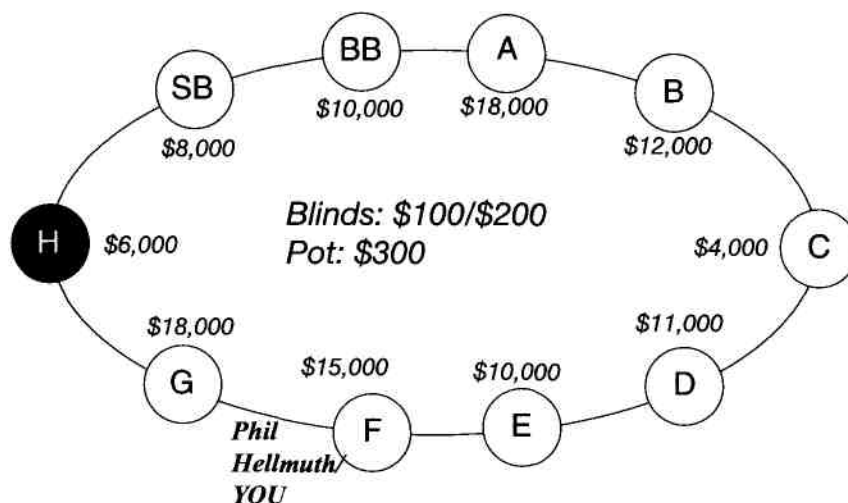 BB
A
SB
B
$10,000
$18,000
$8,000
$12,000
Blinds: $100/$200
Pot: $300
H
$6,000
$4,000
C
$18,000
$11,000
$15,000
$10,000
G
F
E
D
Phil
Hellmuth/
YOU